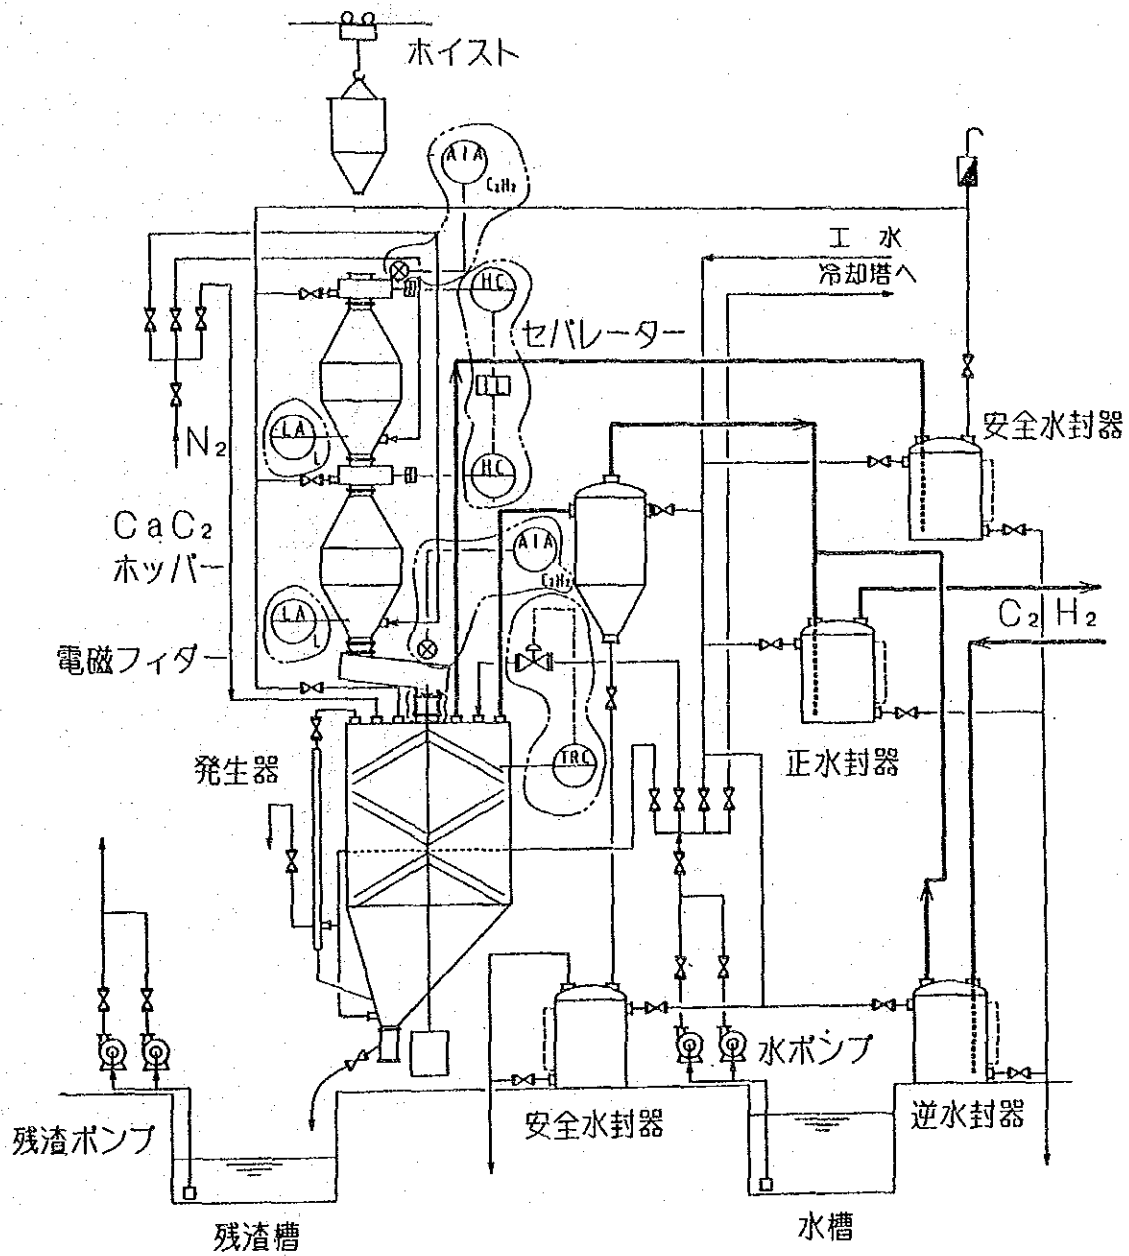 ホイスト
AIA
C₂H₂
工 水
冷却塔へ
HC
セパレーター
N₂
LA
L
HC
安全水封器
CaC₂
ホッパー
AIA
C₂H₂
C₂H₂
LA
L
電磁フィダー
発生器
TRC
正水封器
水ポンプ
残渣ポンプ
安全水封器
逆水封器
残渣槽
水槽